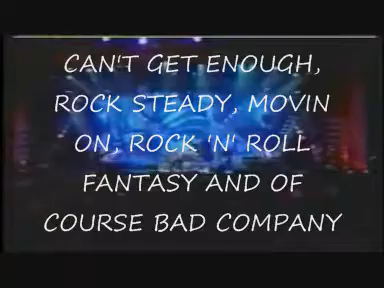 CAN'T GET ENOUGH,
ROCK STEADY, MOVIN
ON, ROCK 'N' ROLL
FANTASY AND OF
COURSE BAD COMPANY